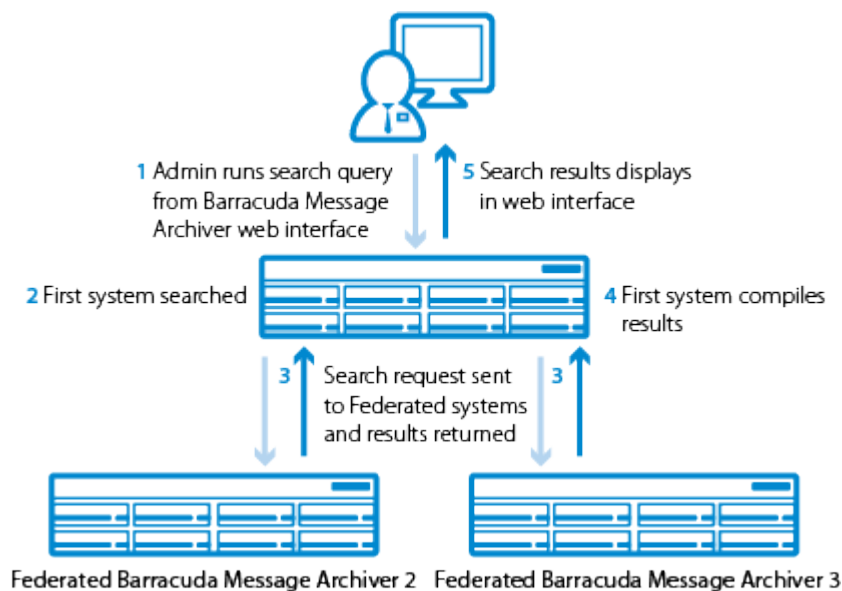 1 Admin runs search query
from Barracuda Message
Archiver web interface
5 Search results displays
in web interface
2 First system searched
4 First system compiles
results
3
Search request sent
to Federated systems
and results returned
3
Federated Barracuda Message Archiver 2
Federated Barracuda Message Archiver 3